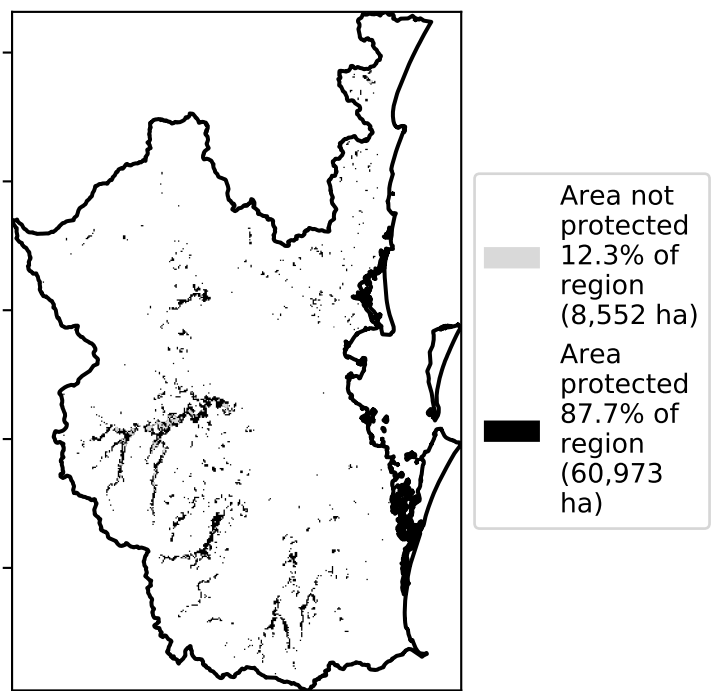 Area not
protected
12.3% of
region
(8,552 ha)
Area
protected
87.7% of
region
(60,973
ha)